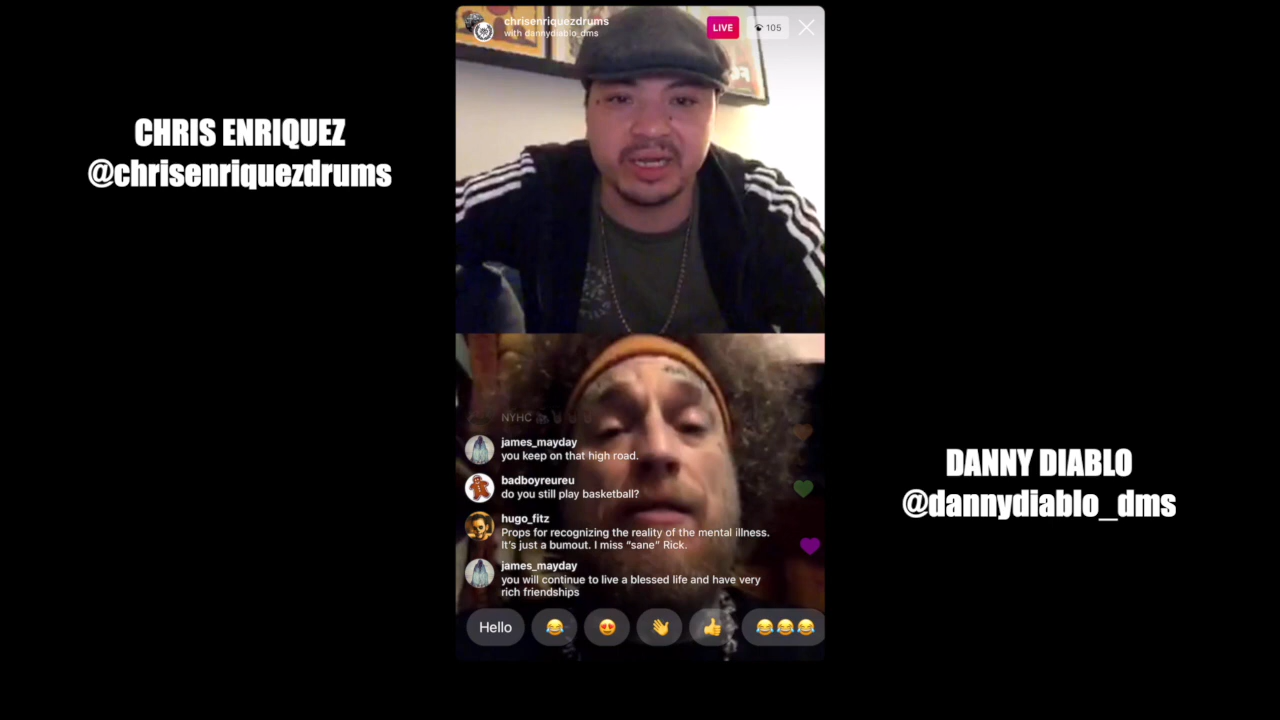 chrisenriquezdrums
with dannydiablo_dms
LIVE
105
CHRIS ENRIQUEZ
@chrisenriquezdrums
NYHC
james_mayday
you keep on that high road.
badboyreureu
do you still play basketball?
hugo_fitz
Props for recognizing the reality of the mental illness.
It's just a bumout. I miss “sane” Rick.
james_mayday
you will continue to live a blessed life and have very
rich friendships
DANNY DIABLO
@dannydiablo_dms
Hello